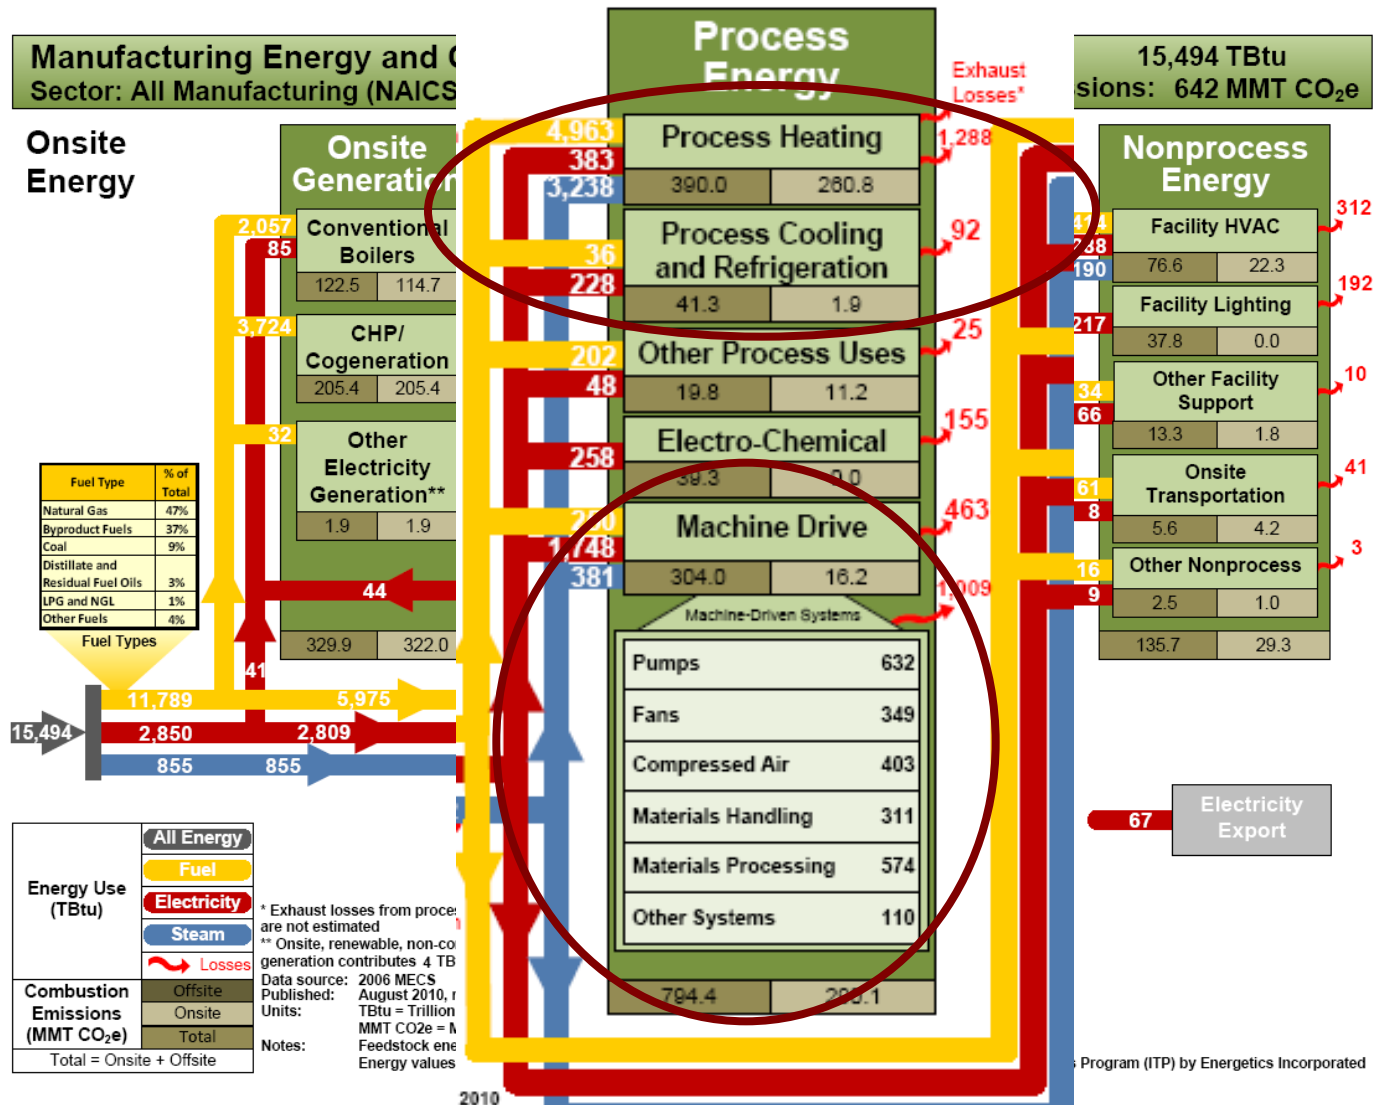 Manufacturing Energy and
Sector: All Manufacturing (NAICS
15,494 TBtu
sions: 642 MMT CO₂e
Onsite
Energy
Onsite
Generation
2,057
85
Conventional
Boilers
122.5 114.7
3,724
CHP/
Cogeneration
205.4 205.4
32
Other
Electricity
Generation**
1.9 1.9
44
329.9 322.0
Fuel Type % of Total
Natural Gas 47%
Byproduct Fuels 37%
Coal 9%
Distillate and
Residual Fuel Oils 3%
LPG and NGL 1%
Other Fuels 4%
Fuel Types
41
11,789 5,975
15,494 2,850 2,809
855 855
Process
Energy
Exhaust
Losses*
4,963
383
3,238
Process Heating
390.0 260.8
1,288
36
228
Process Cooling
and Refrigeration
41.3 1.9
92
202
48
Other Process Uses
19.8 11.2
25
258
Electro-Chemical
39.3 0.0
155
1,748
381
Machine Drive
304.0 16.2
463
Machine-Driven Systems
1,009
Pumps 632
Fans 349
Compressed Air 403
Materials Handling 311
Materials Processing 574
Other Systems 110
794.4
Nonprocess
Energy
190
Facility HVAC
76.6 22.3
312
217
Facility Lighting
37.8 0.0
192
34
66
Other Facility
Support
13.3 1.8
10
61
8
Onsite
Transportation
5.6 4.2
41
16
9
Other Nonprocess
2.5 1.0
3
135.7 29.3
67
Electricity
Export
Energy Use
(TBtu)
All Energy
Fuel
Electricity
Steam
Losses
Combustion
Emissions
(MMT CO₂e)
Offsite
Onsite
Total
Total = Onsite + Offsite
* Exhaust losses from proce
are not estimated
** Onsite, renewable, non-co
generation contributes 4 TB
Data source: 2006 MECS
Published: August 2010, r
Units: TBtu = Trillion
MMT CO2e = M
Notes: Feedstock ene
Energy values
Program (ITP) by Energetics Incorporated
2010